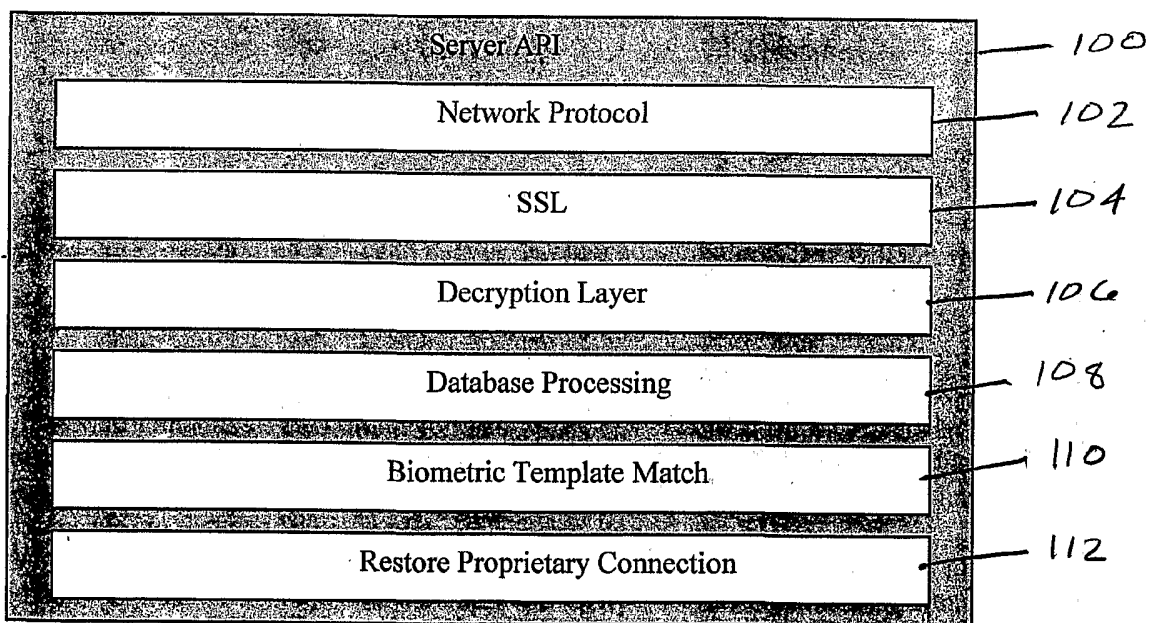 Server API 100
Network Protocol 102
SSL 104
Decryption Layer 106
Database Processing 108
Biometric Template Match 110
Restore Proprietary Connection 112